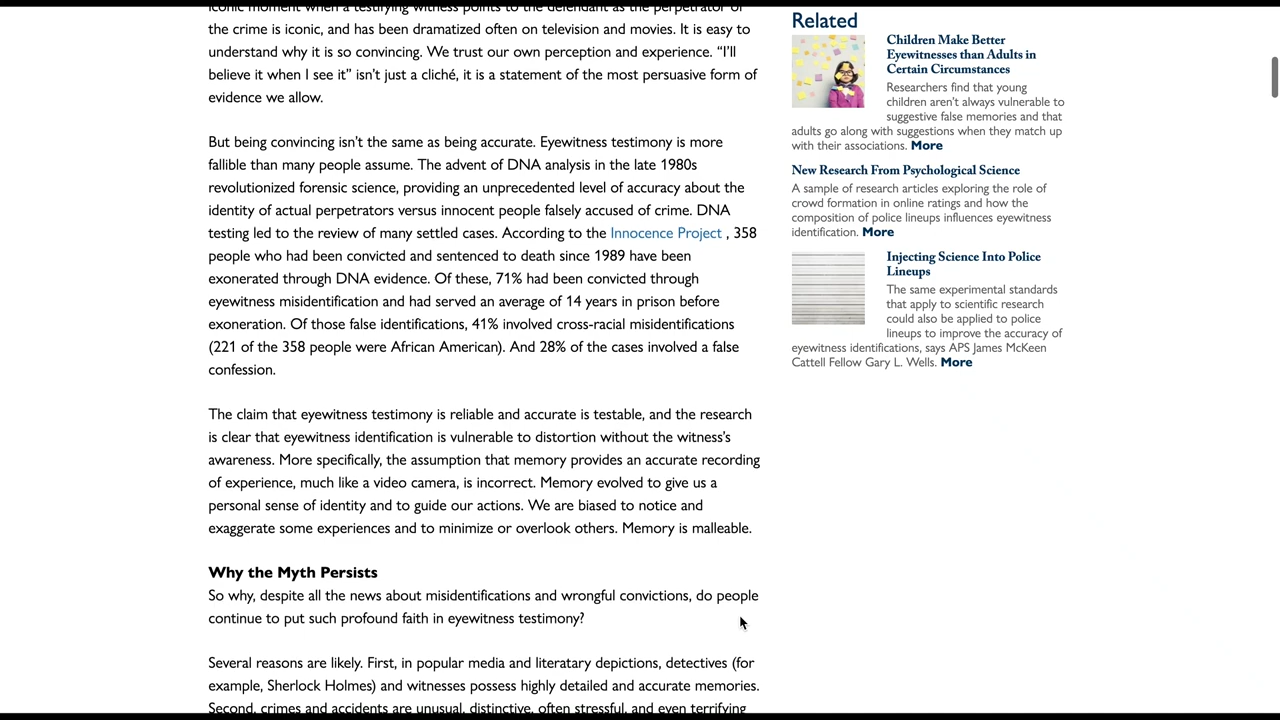 iconic moment when a testifying witness points to the defendant as the perpetrator of
the crime is iconic, and has been dramatized often on television and movies. It is easy to
understand why it is so convincing. We trust our own perception and experience. “I’ll
believe it when I see it” isn’t just a cliché, it is a statement of the most persuasive form of
evidence we allow.
But being convincing isn’t the same as being accurate. Eyewitness testimony is more
fallible than many people assume. The advent of DNA analysis in the late 1980s
revolutionized forensic science, providing an unprecedented level of accuracy about the
identity of actual perpetrators versus innocent people falsely accused of crime. DNA
testing led to the review of many settled cases. According to the Innocence Project , 358
people who had been convicted and sentenced to death since 1989 have been
exonerated through DNA evidence. Of these, 71% had been convicted through
eyewitness misidentification and had served an average of 14 years in prison before
exoneration. Of those false identifications, 41% involved cross-racial misidentifications
(221 of the 358 people were African American). And 28% of the cases involved a false
confession.
The claim that eyewitness testimony is reliable and accurate is testable, and the research
is clear that eyewitness identification is vulnerable to distortion without the witness’s
awareness. More specifically, the assumption that memory provides an accurate recording
of experience, much like a video camera, is incorrect. Memory evolved to give us a
personal sense of identity and to guide our actions. We are biased to notice and
exaggerate some experiences and to minimize or overlook others. Memory is malleable.
Why the Myth Persists
So why, despite all the news about misidentifications and wrongful convictions, do people
continue to put such profound faith in eyewitness testimony?
Several reasons are likely. First, in popular media and literatary depictions, detectives (for
example, Sherlock Holmes) and witnesses possess highly detailed and accurate memories.
Second, crimes and accidents are unusual, distinctive, often stressful, and even terrifying
Related
Children Make Better
Eyewitnesses than Adults in
Certain Circumstances
Researchers find that young
children aren’t always vulnerable to
suggestive false memories and that
adults go along with suggestions when they match up
with their associations. More
New Research From Psychological Science
A sample of research articles exploring the role of
crowd formation in online ratings and how the
composition of police lineups influences eyewitness
identification. More
Injecting Science Into Police
Lineups
The same experimental standards
that apply to scientific research
could also be applied to police
lineups to improve the accuracy of
eyewitness identifications, says APS James McKeen
Cattell Fellow Gary L. Wells. More